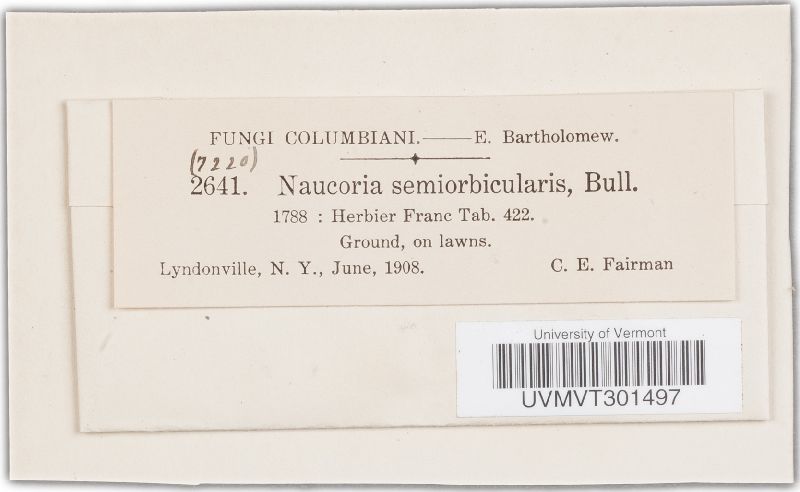 FUNGI COLUMBIANI.——E. Bartholomew.
(7220)
2641. Naucoria semiorbicularis, Bull.
1788 : Herbier Franc Tab. 422.
Ground, on lawns.
Lyndonville, N. Y., June, 1908. C. E. Fairman
University of Vermont
UVMVT301497